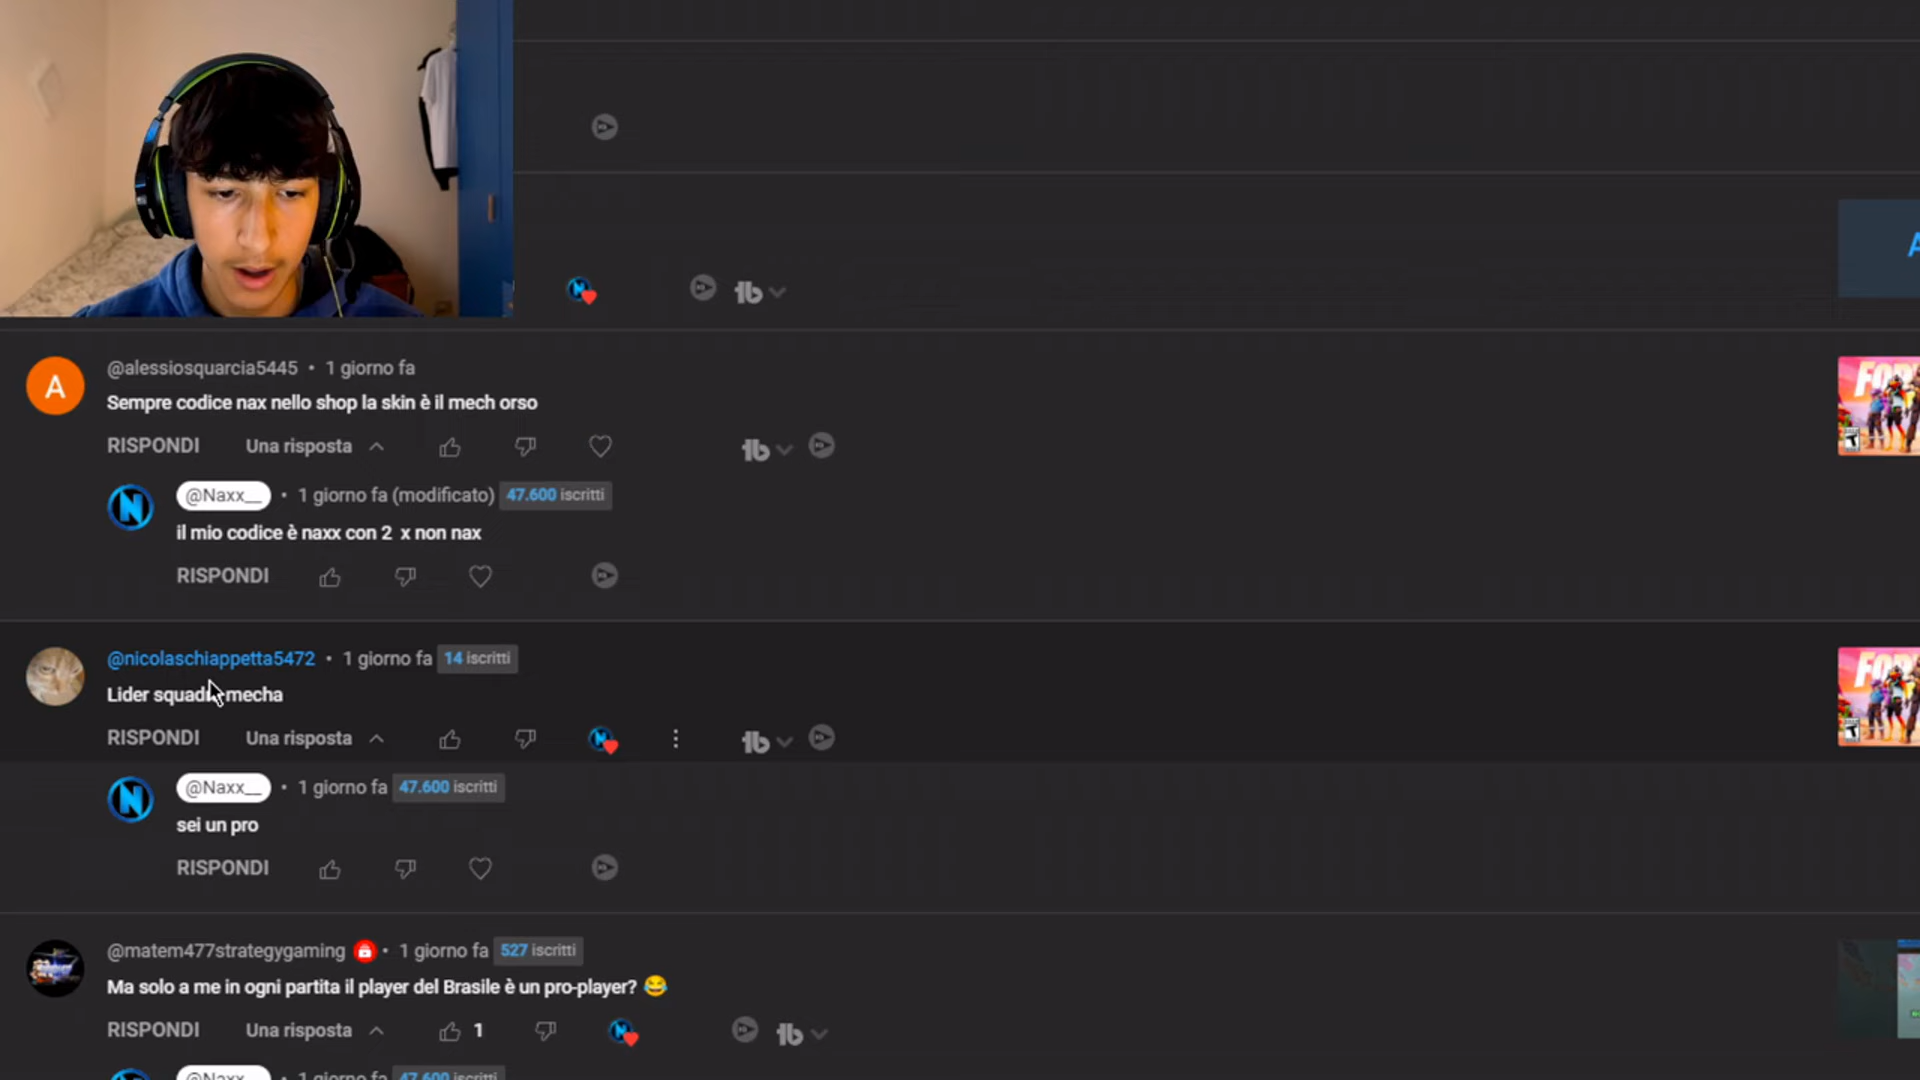 @alessiosquarcia5445 • 1 giorno fa
Sempre codice nax nello shop la skin è il mech orso
RISPONDI Una risposta
@Naxx__ • 1 giorno fa (modificato) 47.600 iscritti
il mio codice è naxx con 2 x non nax
RISPONDI
@nicolaschiappetta5472 • 1 giorno fa 14 iscritti
Lider squadra mecha
RISPONDI Una risposta
@Naxx__ • 1 giorno fa 47.600 iscritti
sei un pro
RISPONDI
@matem477strategygaming • 1 giorno fa 527 iscritti
Ma solo a me in ogni partita il player del Brasile è un pro-player? 😂
RISPONDI Una risposta 1
@Naxx__ • 1 giorno fa 47.600 iscritti
A
FOR
T
FOR
T